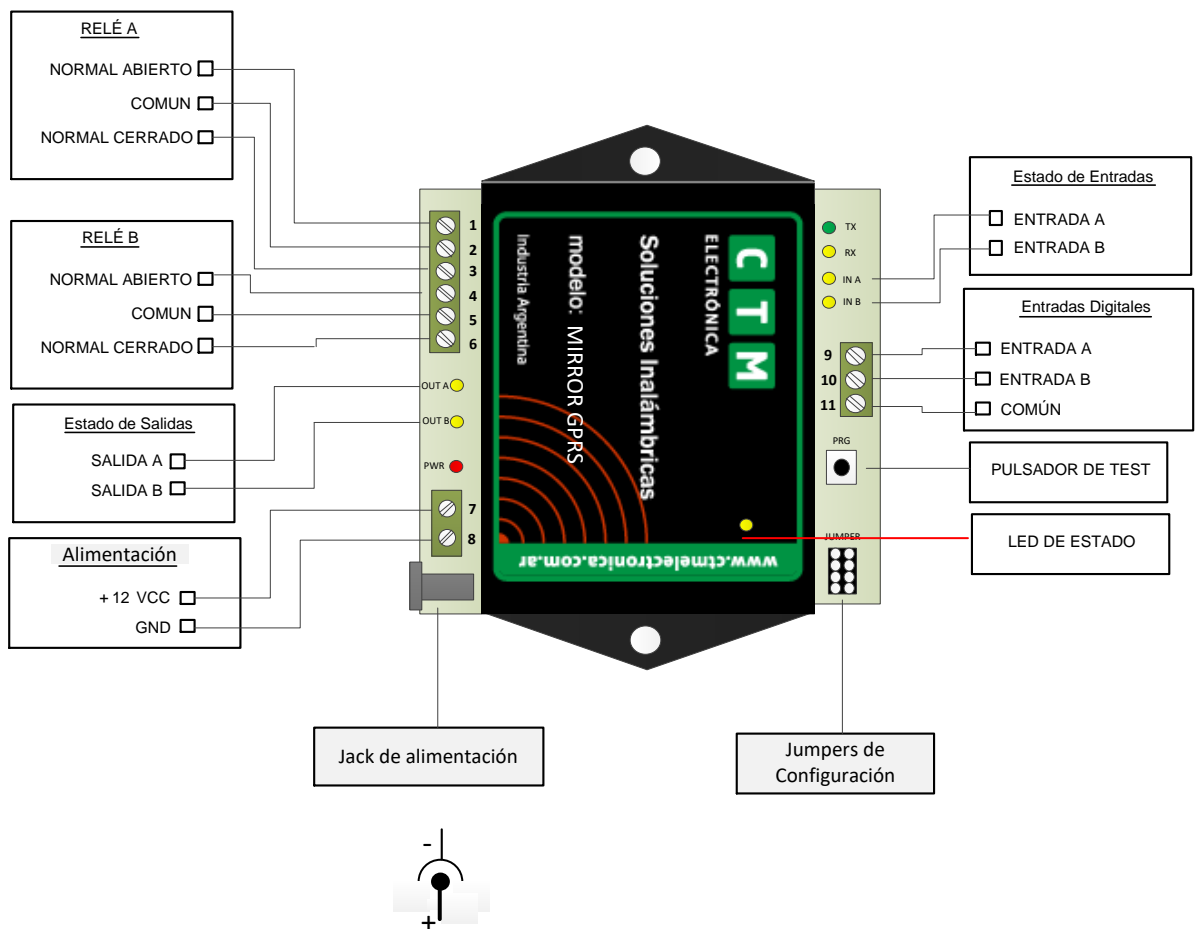 RELÉ A
NORMAL ABIERTO
COMUN
NORMAL CERRADO
RELÉ B
NORMAL ABIERTO
COMUN
NORMAL CERRADO
Estado de Salidas
SALIDA A
SALIDA B
Alimentación
+ 12 VCC
GND
1
2
3
4
5
6
OUT A
OUT B
PWR
7
8
CTM
ELECTRÓNICA
Soluciones Inalámbricas
modelo: MIRROR GPRS
Industria Argentina
www.ctmelectronica.com.ar
TX
RX
IN A
IN B
9
10
11
PRG
JUMPER
Estado de Entradas
ENTRADA A
ENTRADA B
Entradas Digitales
ENTRADA A
ENTRADA B
COMÚN
PULSADOR DE TEST
LED DE ESTADO
Jack de alimentación
Jumpers de
Configuración
-
+